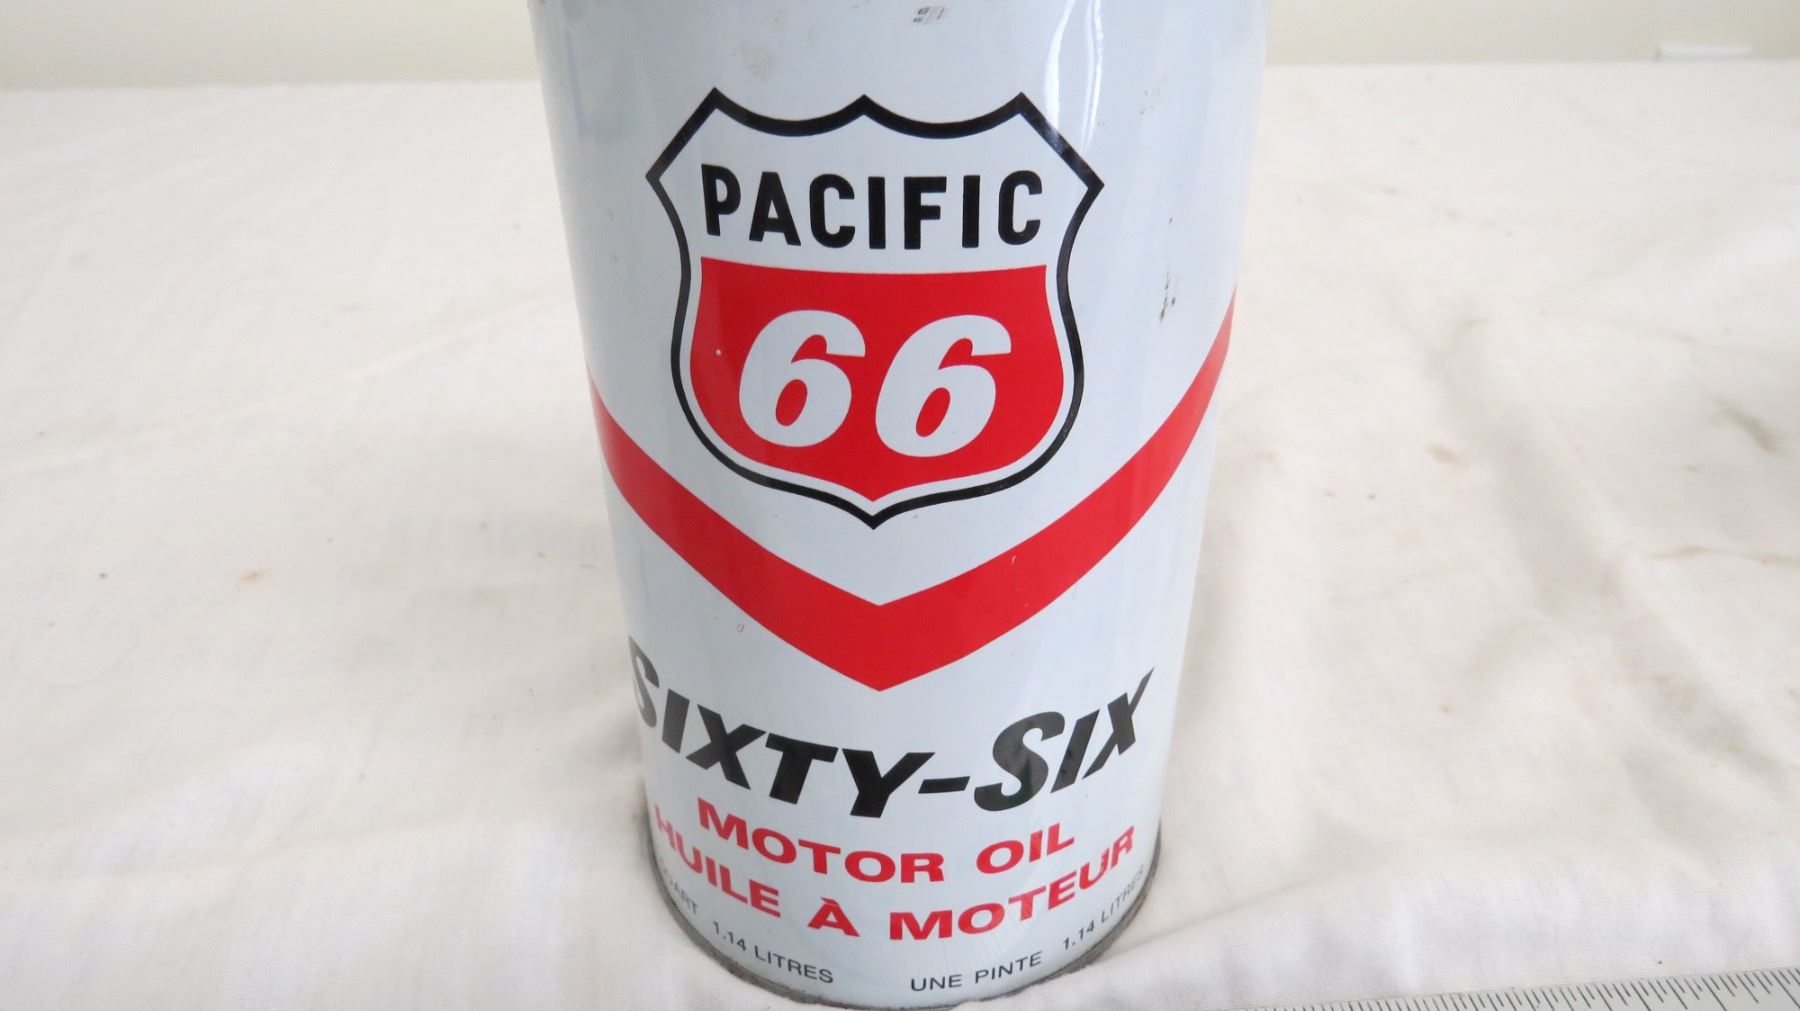 PACIFIC
66
SIXTY-SIX
MOTOR OIL
HUILE À MOTEUR
1.14 LITRES UNE PINTE 1.14 LITRES